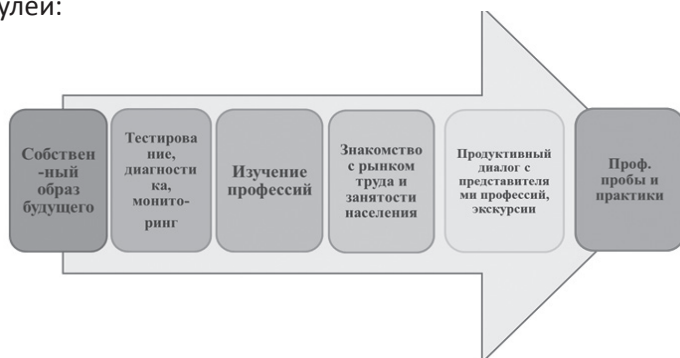 улей:
Собствен
-ный
образ
будущего
Тестирова
ние,
диагности
ка,
монито-
ринг
Изучение
профессий
Знакомство
с рынком
труда и
занятости
населения
Продуктивный
диалог с
представителя
ми профессий,
экскурсии
Проф.
пробы и
практики